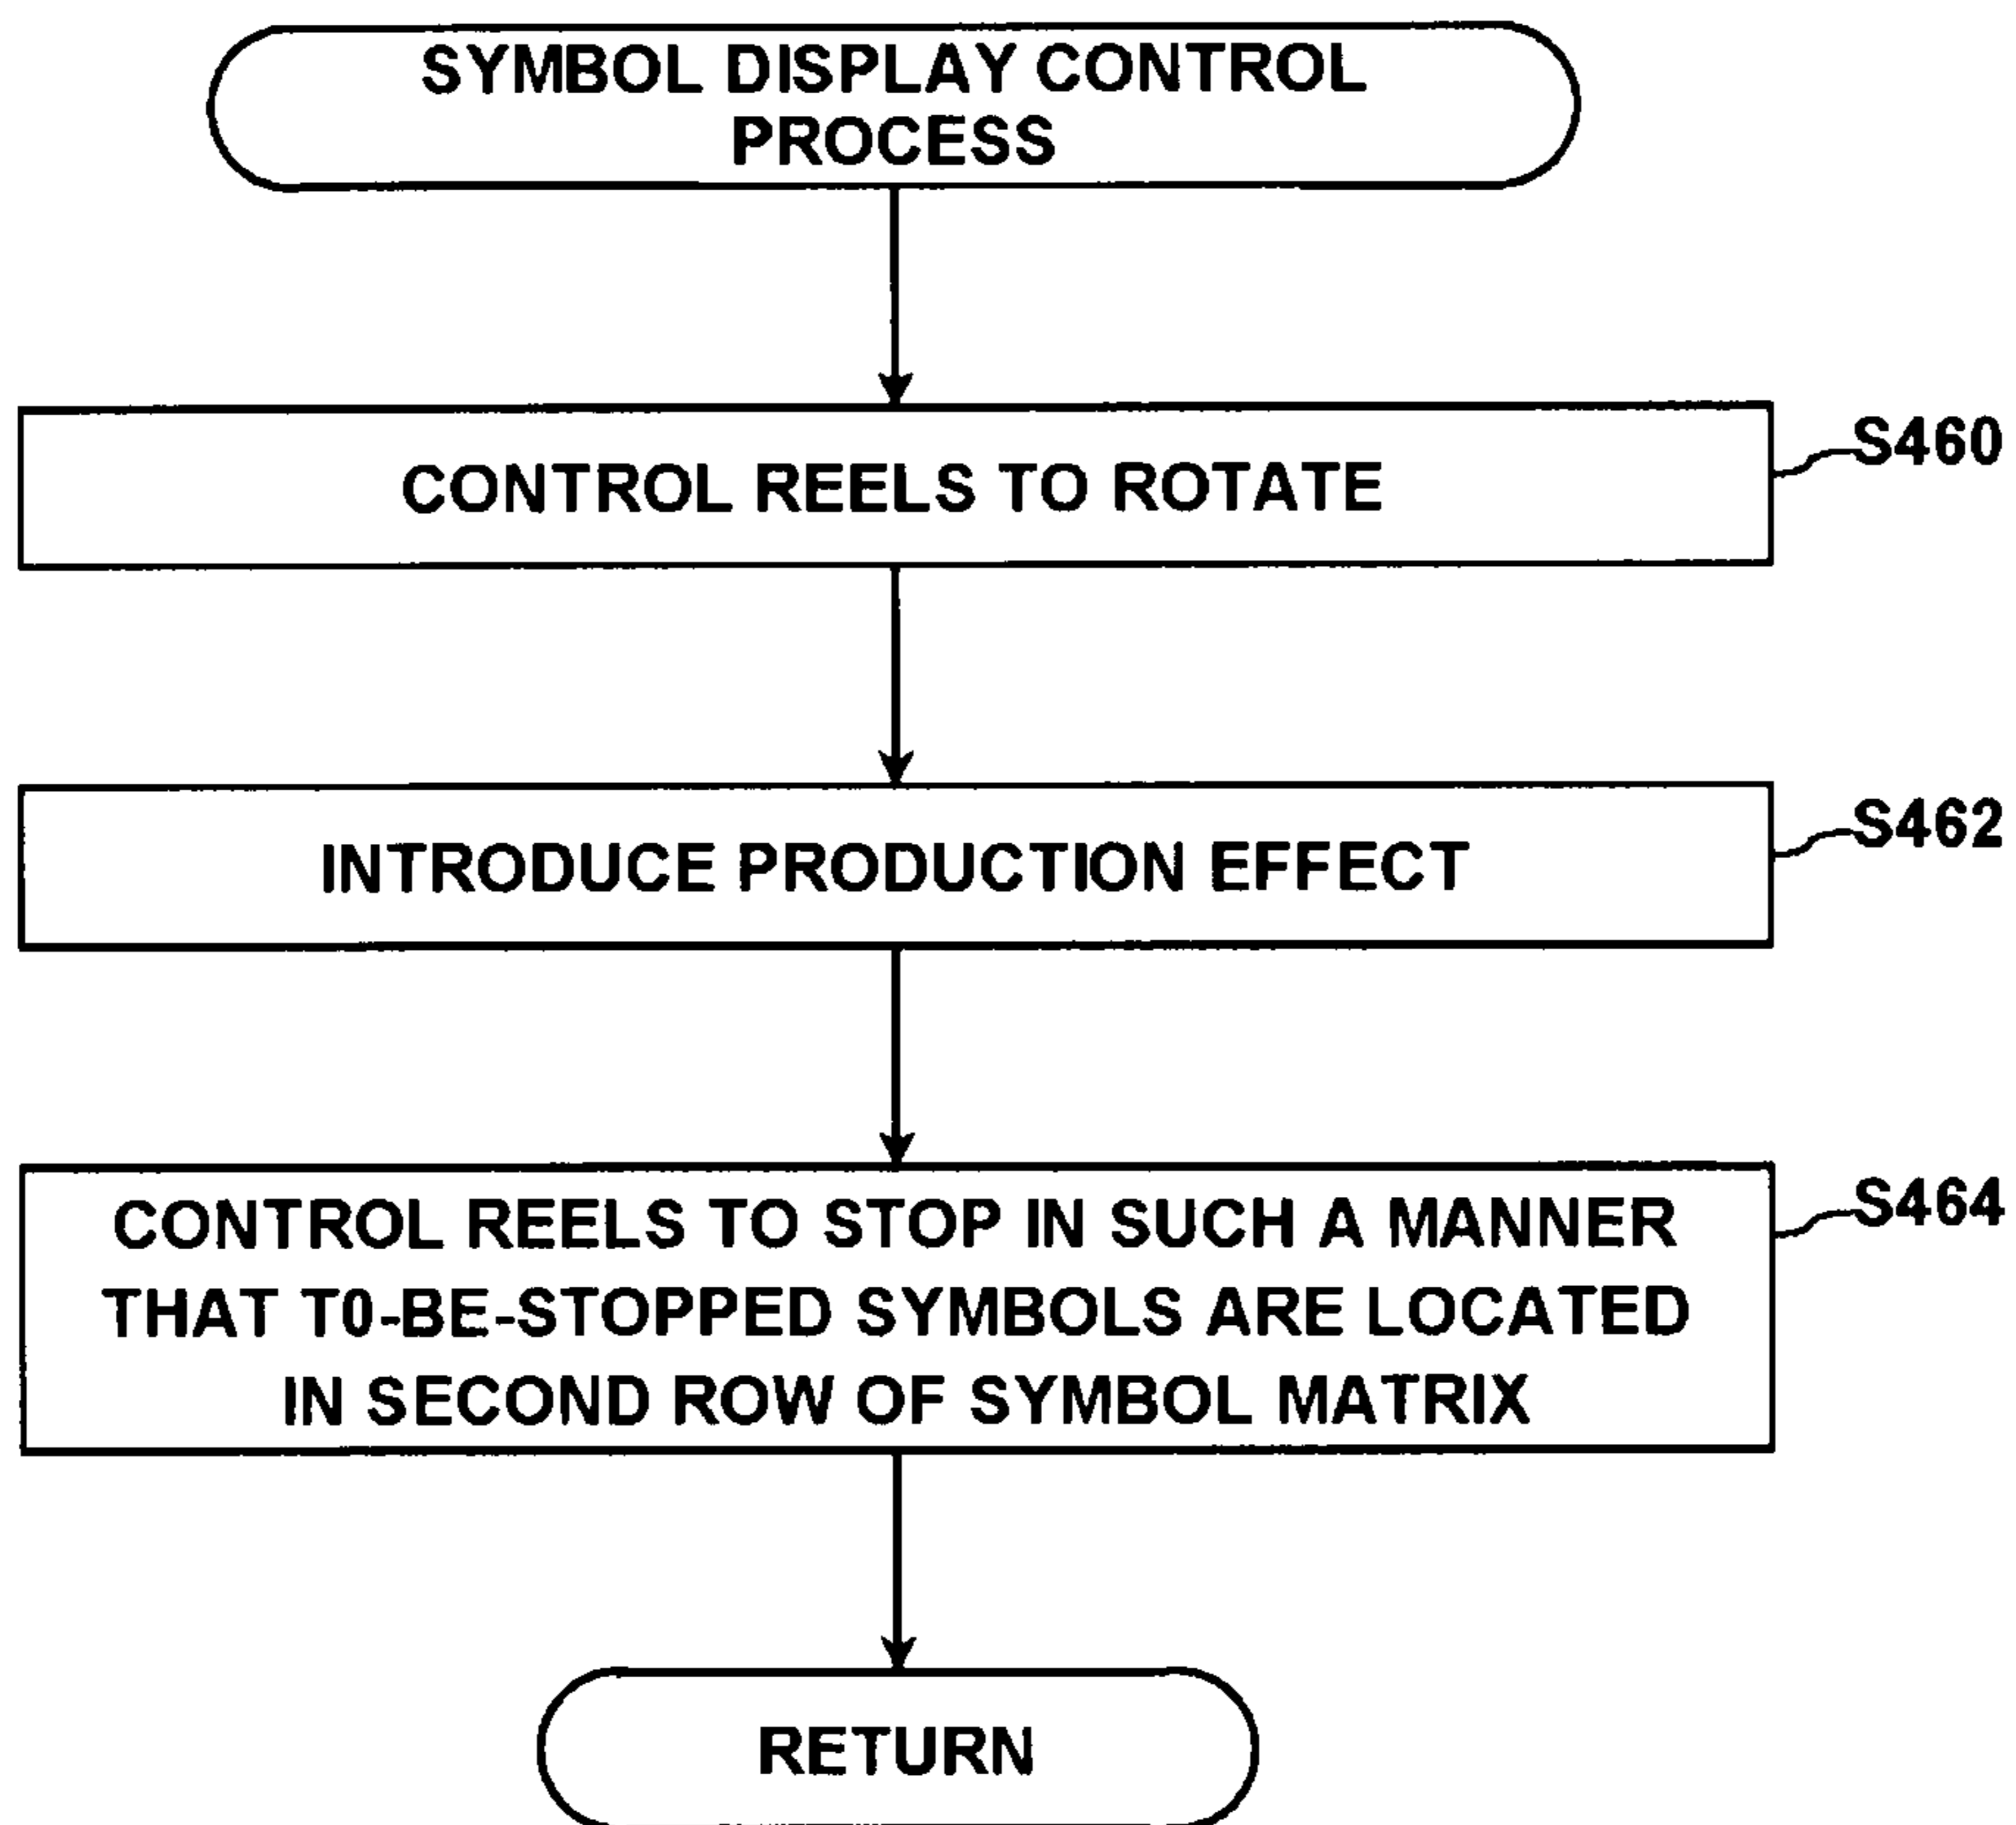 SYMBOL DISPLAY CONTROL
PROCESS
CONTROL REELS TO ROTATE
S460
INTRODUCE PRODUCTION EFFECT
S462
CONTROL REELS TO STOP IN SUCH A MANNER
THAT T0-BE-STOPPED SYMBOLS ARE LOCATED
IN SECOND ROW OF SYMBOL MATRIX
S464
RETURN